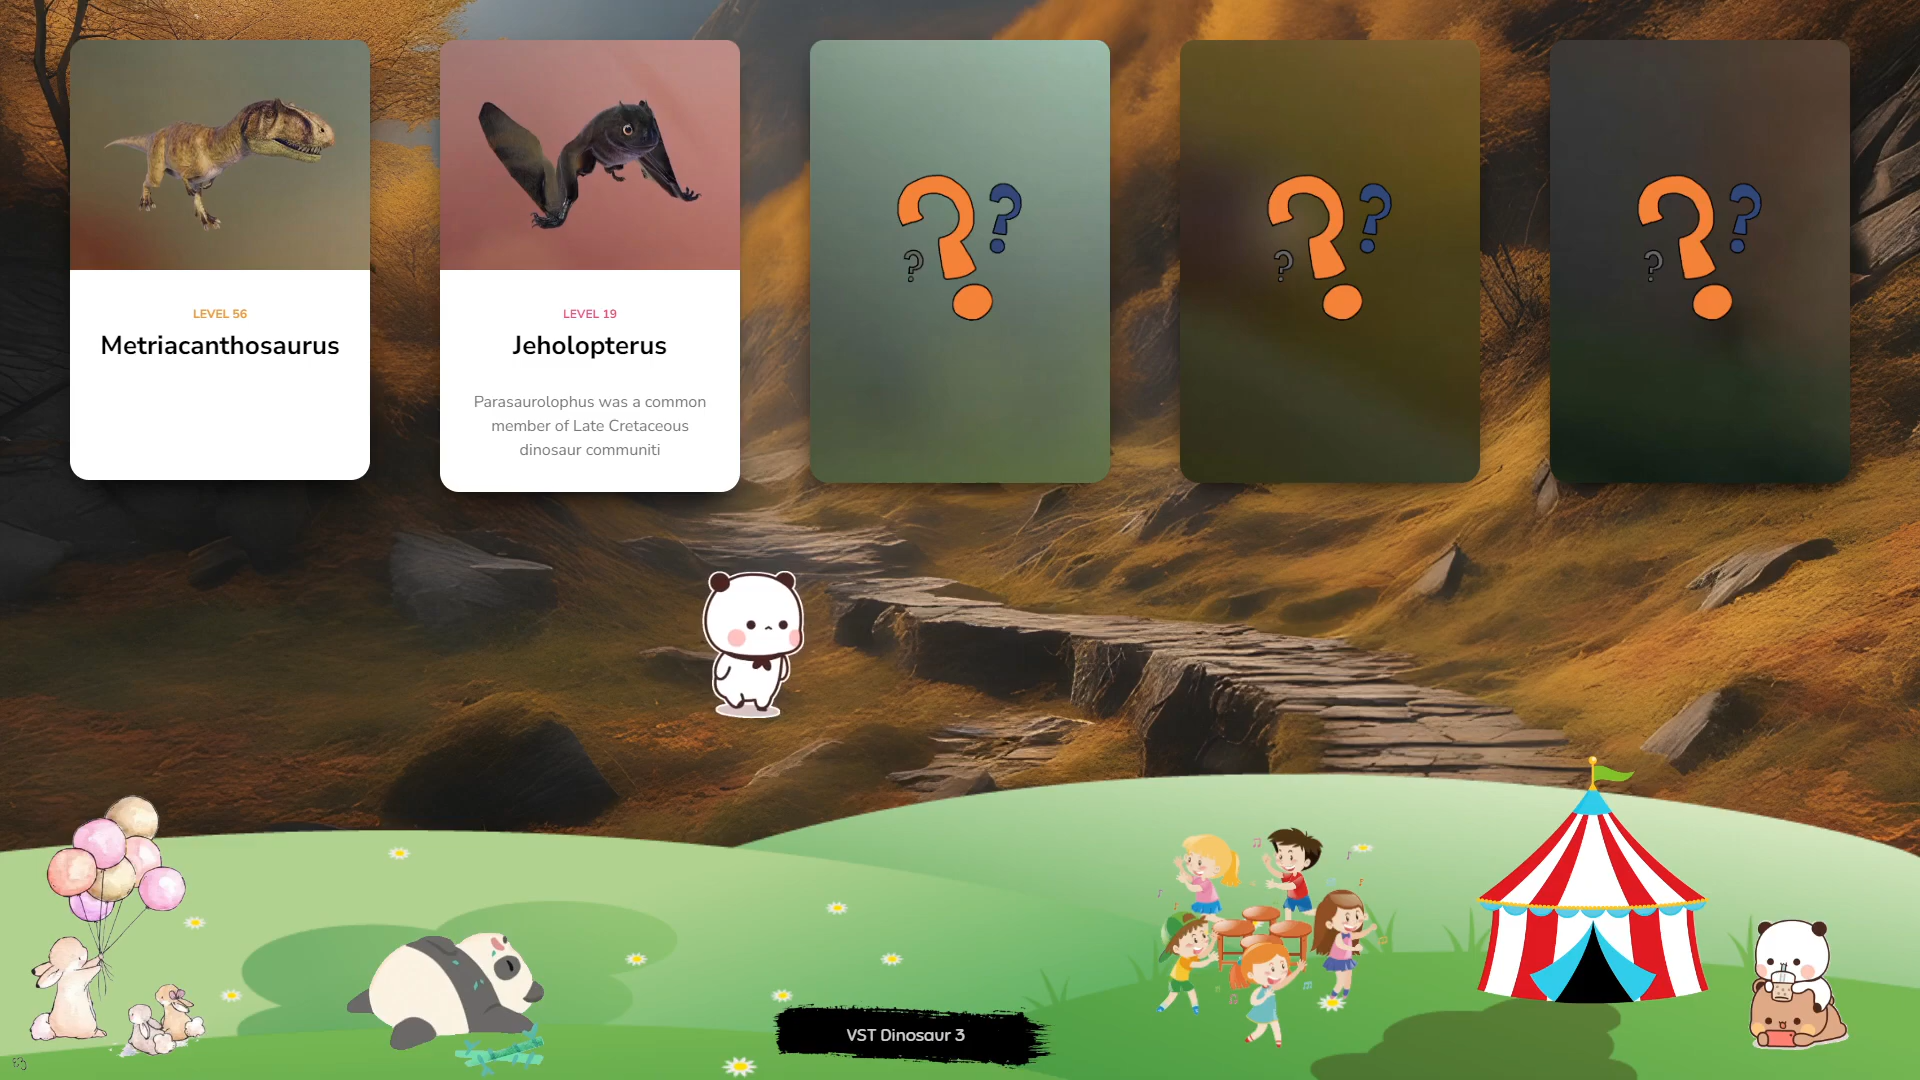 LEVEL 56
Metriacanthosaurus
LEVEL 19
Jeholopterus
Parasaurolophus was a common
member of Late Cretaceous
dinosaur communiti
? ? ?
? ? ?
? ? ?
VST Dinosaur 3